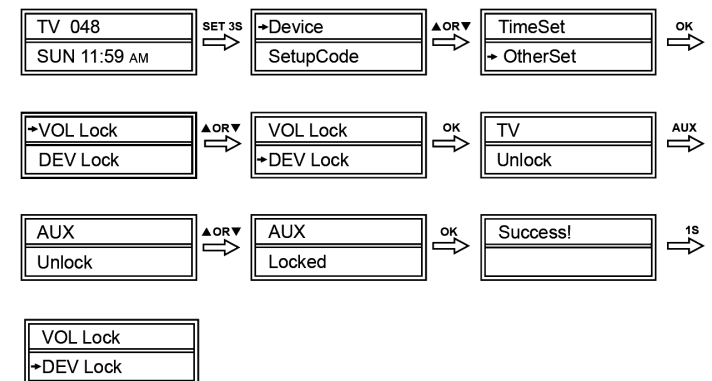 TV 048
SUN 11:59 AM
SET 3S
→Device
SetupCode
▲OR▼
TimeSet
→ OtherSet
OK
→VOL Lock
DEV Lock
▲OR▼
VOL Lock
→DEV Lock
OK
TV
Unlock
AUX
AUX
Unlock
▲OR▼
AUX
Locked
OK
Success!
1S
VOL Lock
→DEV Lock